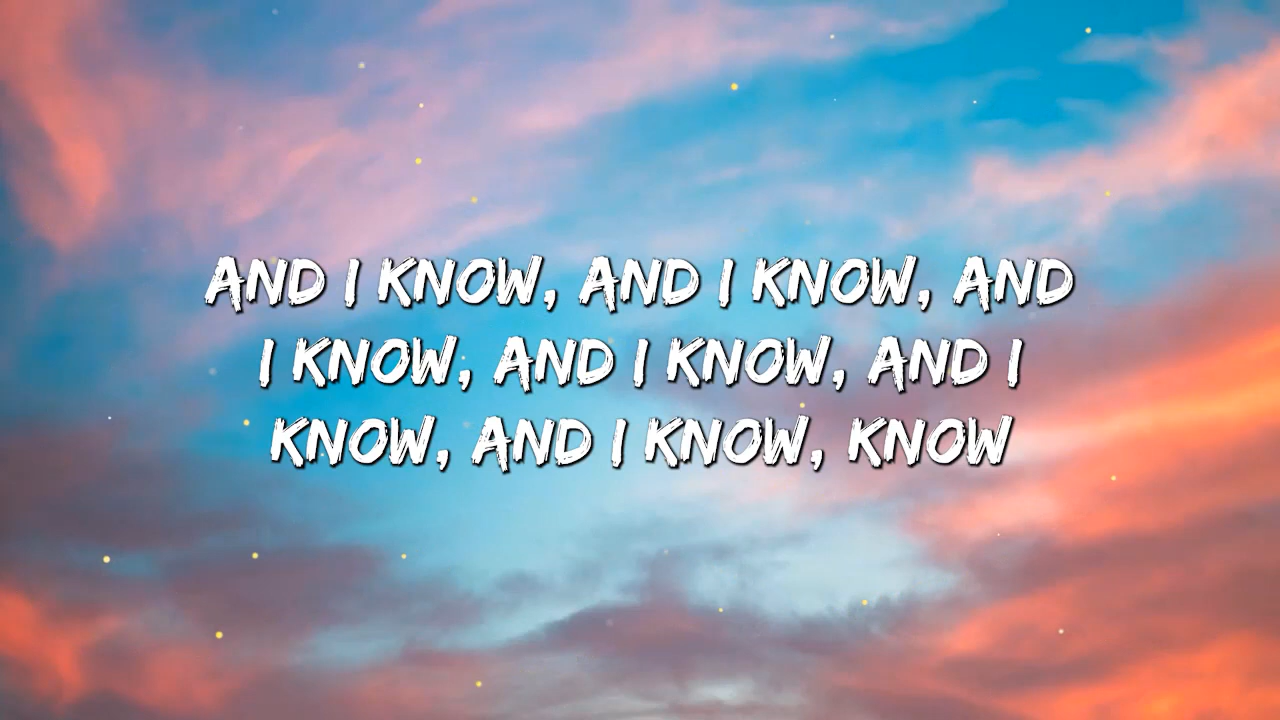 AND I KNOW, AND I KNOW, AND
I KNOW, AND I KNOW, AND I
KNOW, AND I KNOW, KNOW